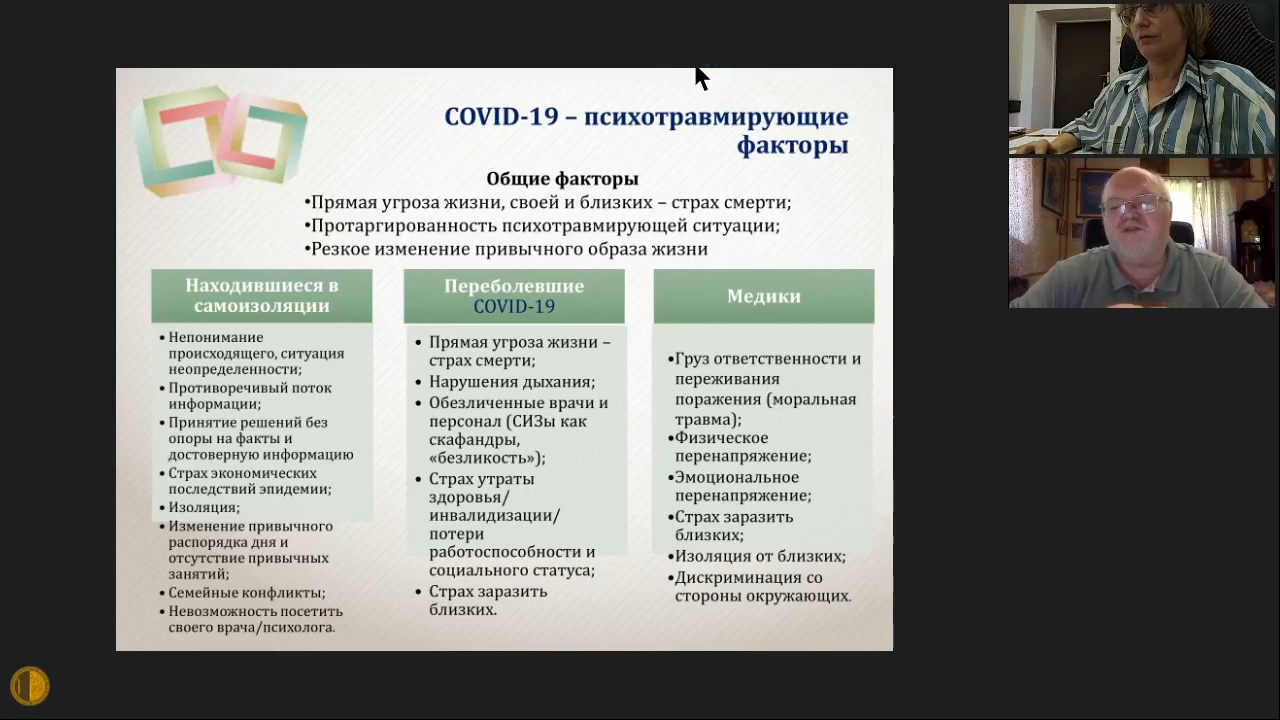 COVID-19 – психотравмирующие
факторы
Общие факторы
•Прямая угроза жизни, своей и близких – страх смерти;
•Протаргированность психотравмирующей ситуации;
•Резкое изменение привычного образа жизни
Находившиеся в
самоизоляции
• Непонимание
происходящего, ситуация
неопределенности;
• Противоречивый поток
информации;
• Принятие решений без
опоры на факты и
достоверную информацию
• Страх экономических
последствий эпидемии;
• Изоляция;
• Изменение привычного
распорядка дня и
отсутствие привычных
занятий;
• Семейные конфликты;
• Невозможность посетить
своего врача/психолога.
Переболевшие
COVID-19
• Прямая угроза жизни –
страх смерти;
• Нарушения дыхания;
• Обезличенные врачи и
персонал (СИЗы как
скафандры,
«безликость»);
• Страх утраты
здоровья/
инвалидизации/
потери
работоспособности и
социального статуса;
• Страх заразить
близких.
Медики
•Груз ответственности и
переживания
поражения (моральная
травма);
•Физическое
перенапряжение;
•Эмоциональное
перенапряжение;
•Страх заразить
близких;
•Изоляция от близких;
•Дискриминация со
стороны окружающих.